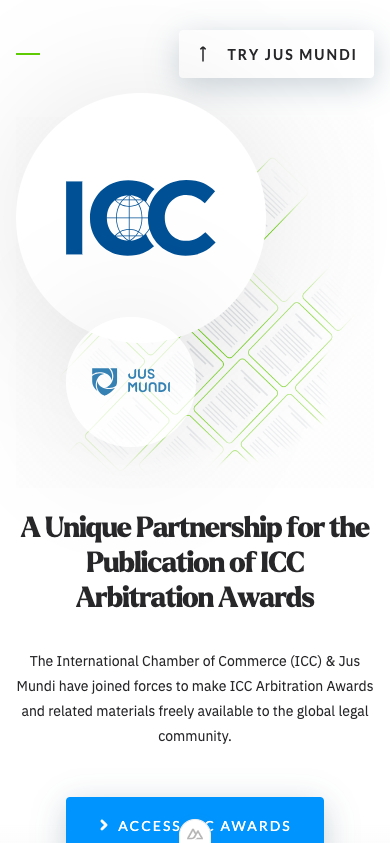 TRY JUS MUNDI
ICC
JUS
MUNDI
A Unique Partnership for the
Publication of ICC
Arbitration Awards
The International Chamber of Commerce (ICC) & Jus
Mundi have joined forces to make ICC Arbitration Awards
and related materials freely available to the global legal
community.
ACCESS ICC AWARDS